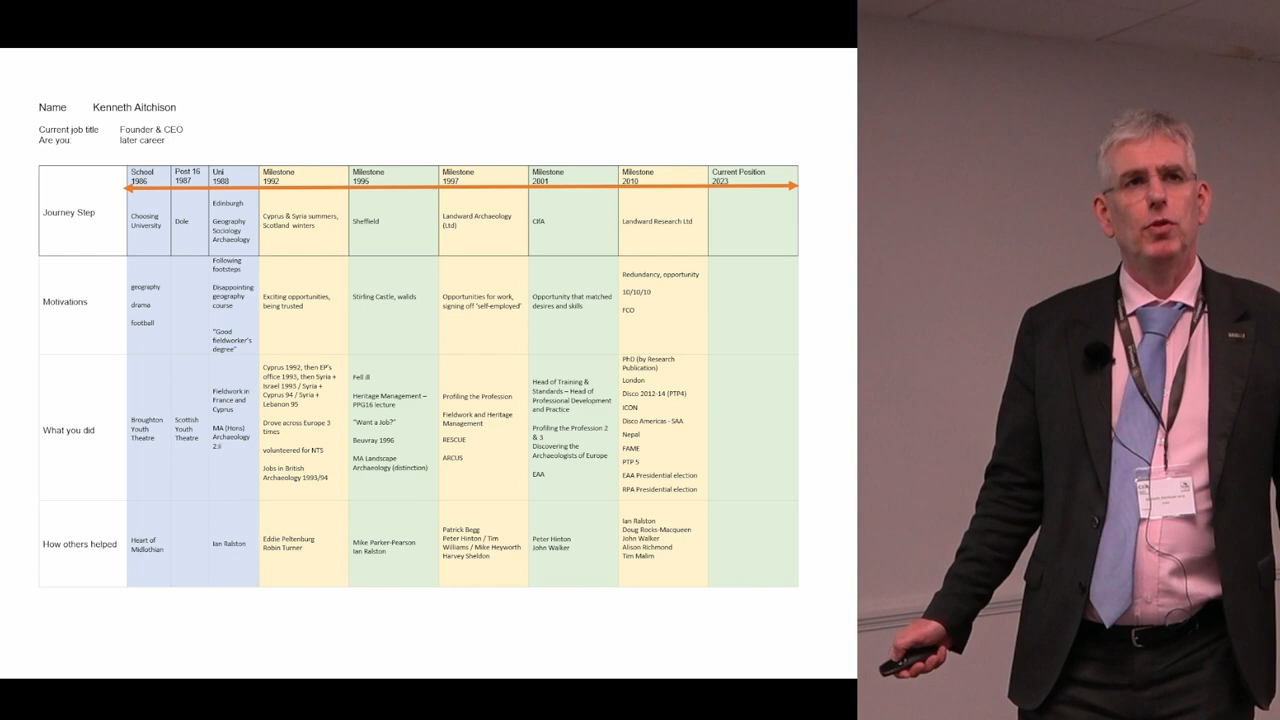 Name Kenneth Aitchison
Current job title Founder & CEO
Are you: later career
School
1986
Post 16
1987
Uni
1988
Milestone
1992
Milestone
1995
Milestone
1997
Milestone
2001
Milestone
2010
Current Position
2023
Journey Step
Choosing
University
Dole
Edinburgh
Geography
Sociology
Archaeology
Cyprus & Syria summers,
Scotland winters
Sheffield
Landward Archaeology
(Ltd)
CIfA
Landward Research Ltd
Motivations
geography
drama
football
Following
footsteps
Disappointing
geography
course
"Good
fieldworker's
degree"
Exciting opportunities,
being trusted
Stirling Castle, walids
Opportunities for work,
signing off 'self-employed'
Opportunity that matched
desires and skills
Redundancy, opportunity
10/10/10
FCO
What you did
Broughton
Youth
Theatre
Scottish
Youth
Theatre
Fieldwork in
France and
Cyprus
MA (Hons)
Archaeology
2:ii
Cyprus 1992, then EP's
office 1993, then Syria +
Israel 1993 / Syria +
Cyprus 94 / Syria +
Lebanon 95
Drove across Europe 3
times
volunteered for NTS
Jobs in British
Archaeology 1993/94
Fell ill
Heritage Management –
PPG16 lecture
"Want a Job?"
Beuvray 1996
MA Landscape
Archaeology (distinction)
Profiling the Profession
Fieldwork and Heritage
Management
RESCUE
ARCUS
Head of Training &
Standards – Head of
Professional Development
and Practice
Profiling the Profession 2
& 3
Discovering the
Archaeologists of Europe
EAA
PhD (by Research
Publication)
London
Disco 2012-14 (PTP4)
ICON
Disco Americas - SAA
Nepal
FAME
PTP 5
EAA Presidential election
RPA Presidential election
How others helped
Heart of
Midlothian
Ian Ralston
Eddie Peltenburg
Robin Turner
Mike Parker-Pearson
Ian Ralston
Patrick Begg
Peter Hinton / Tim
Williams / Mike Heyworth
Harvey Sheldon
Peter Hinton
John Walker
Ian Ralston
Doug Rocks-Macqueen
John Walker
Alison Richmond
Tim Malim